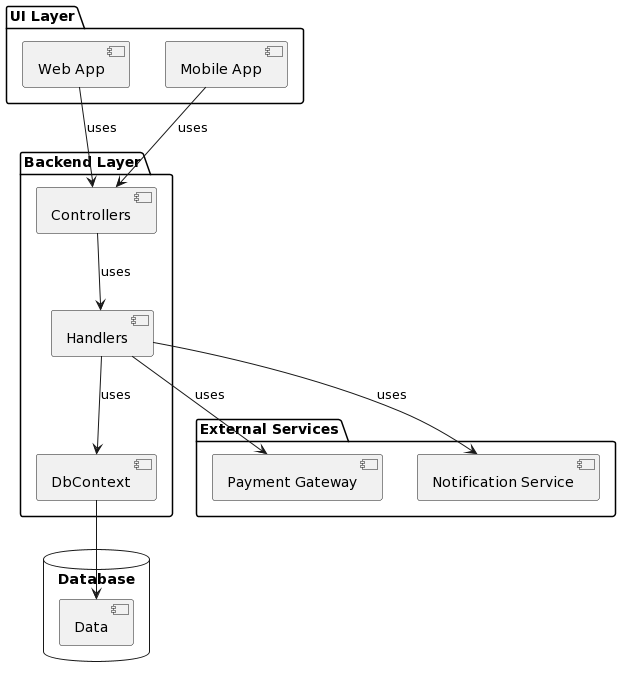 UI Layer
Web App
Mobile App
uses
uses
Backend Layer
Controllers
uses
Handlers
uses
uses
uses
External Services
DbContext
Payment Gateway
Notification Service
Database
Data